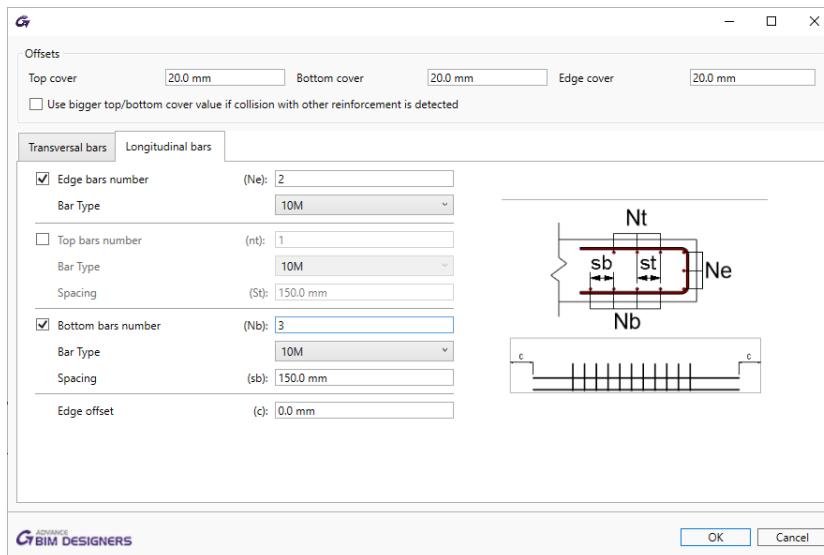 Offsets
Top cover 20.0 mm Bottom cover 20.0 mm Edge cover 20.0 mm
Use bigger top/bottom cover value if collision with other reinforcement is detected
Transversal bars Longitudinal bars
Edge bars number (Ne): 2
Bar Type 10M
Top bars number (nt): 1
Bar Type 10M
Spacing (St): 150.0 mm
Bottom bars number (Nb): 3
Bar Type 10M
Spacing (sb): 150.0 mm
Edge offset (c): 0.0 mm
Nt
sb st Ne
Nb
c c
ADVANCE
BIM DESIGNERS
OK Cancel